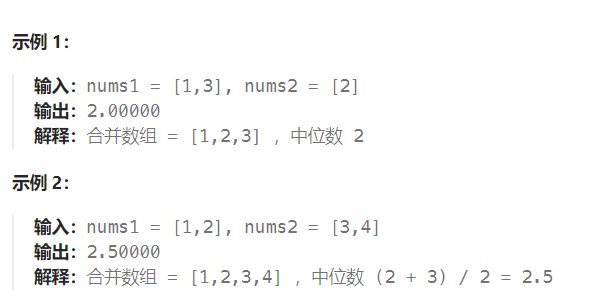 示例 1：
输入：nums1 = [1,3], nums2 = [2]
输出：2.00000
解释：合并数组 = [1,2,3] ，中位数 2
示例 2：
输入：nums1 = [1,2], nums2 = [3,4]
输出：2.50000
解释：合并数组 = [1,2,3,4] ，中位数 (2 + 3) / 2 = 2.5